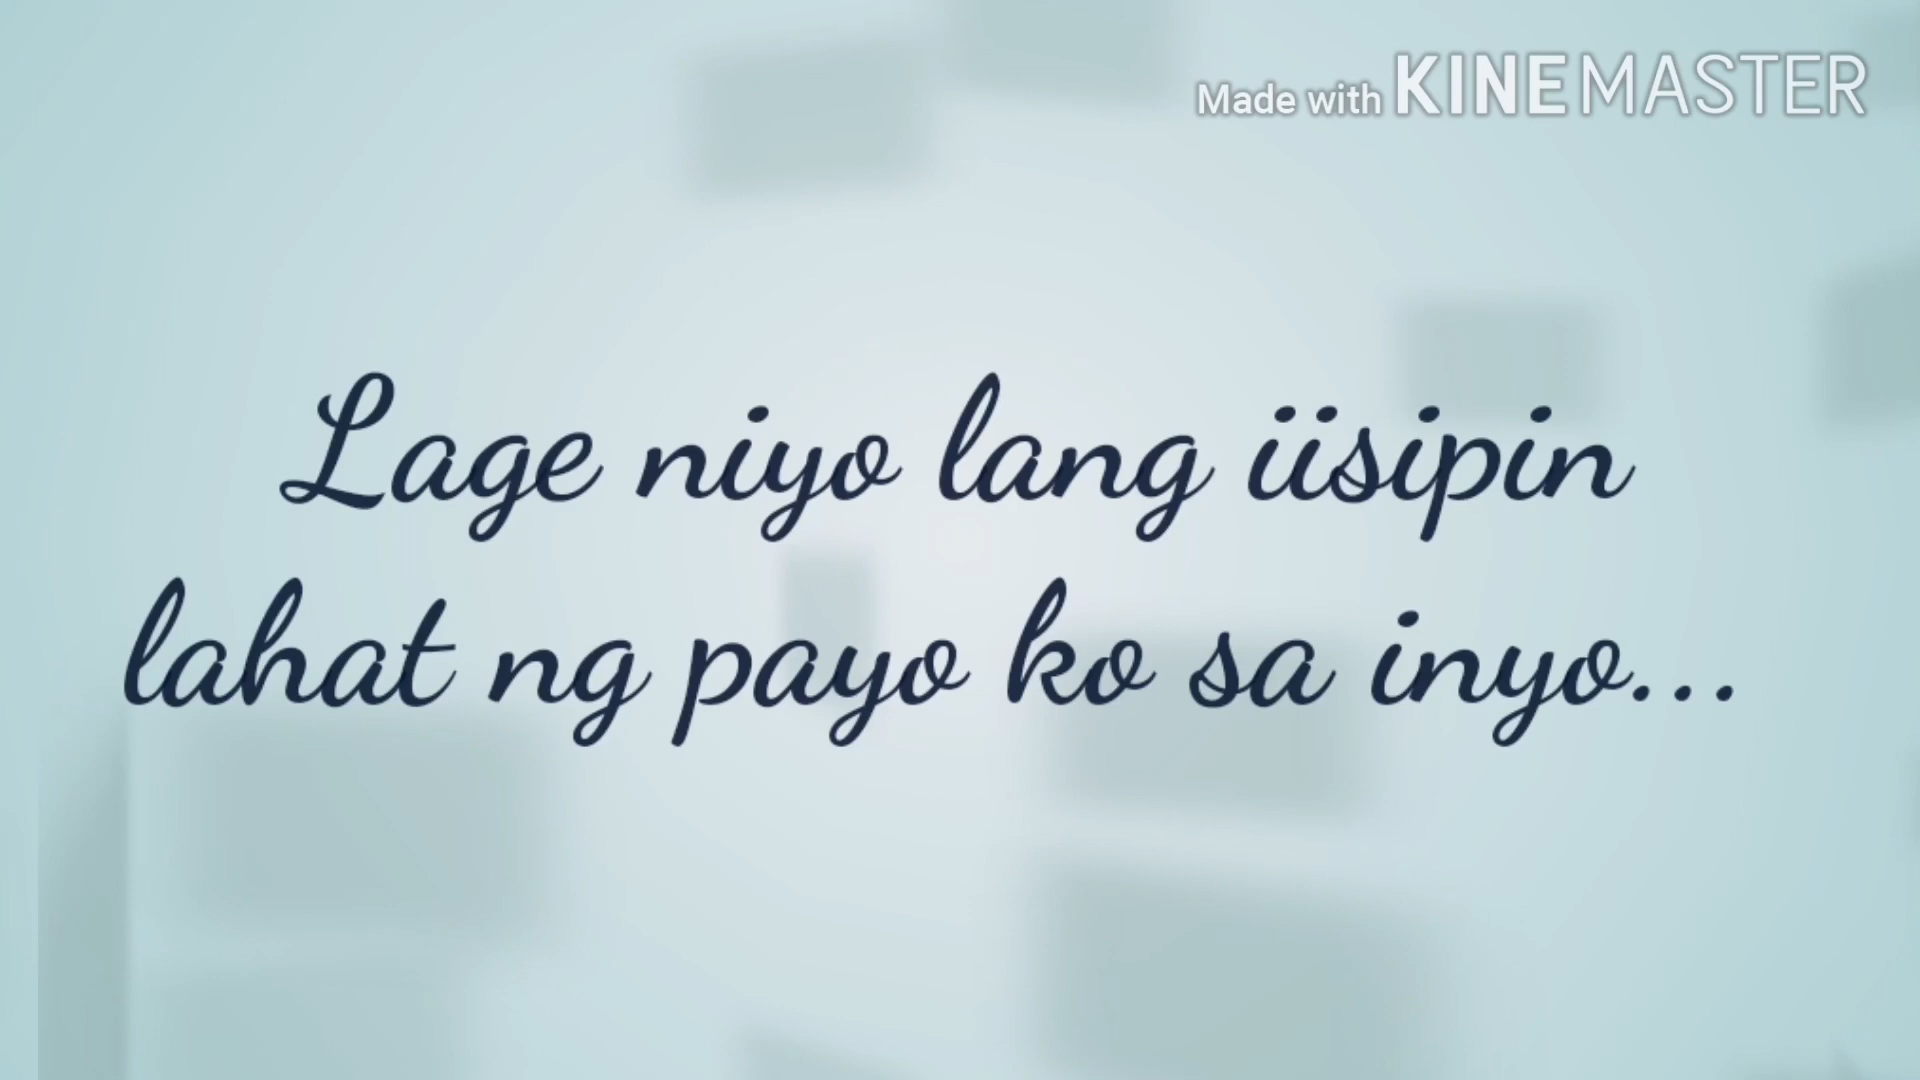 Made with KINEMASTER
Lage niyo lang iisipin
lahat ng payo ko sa inyo...